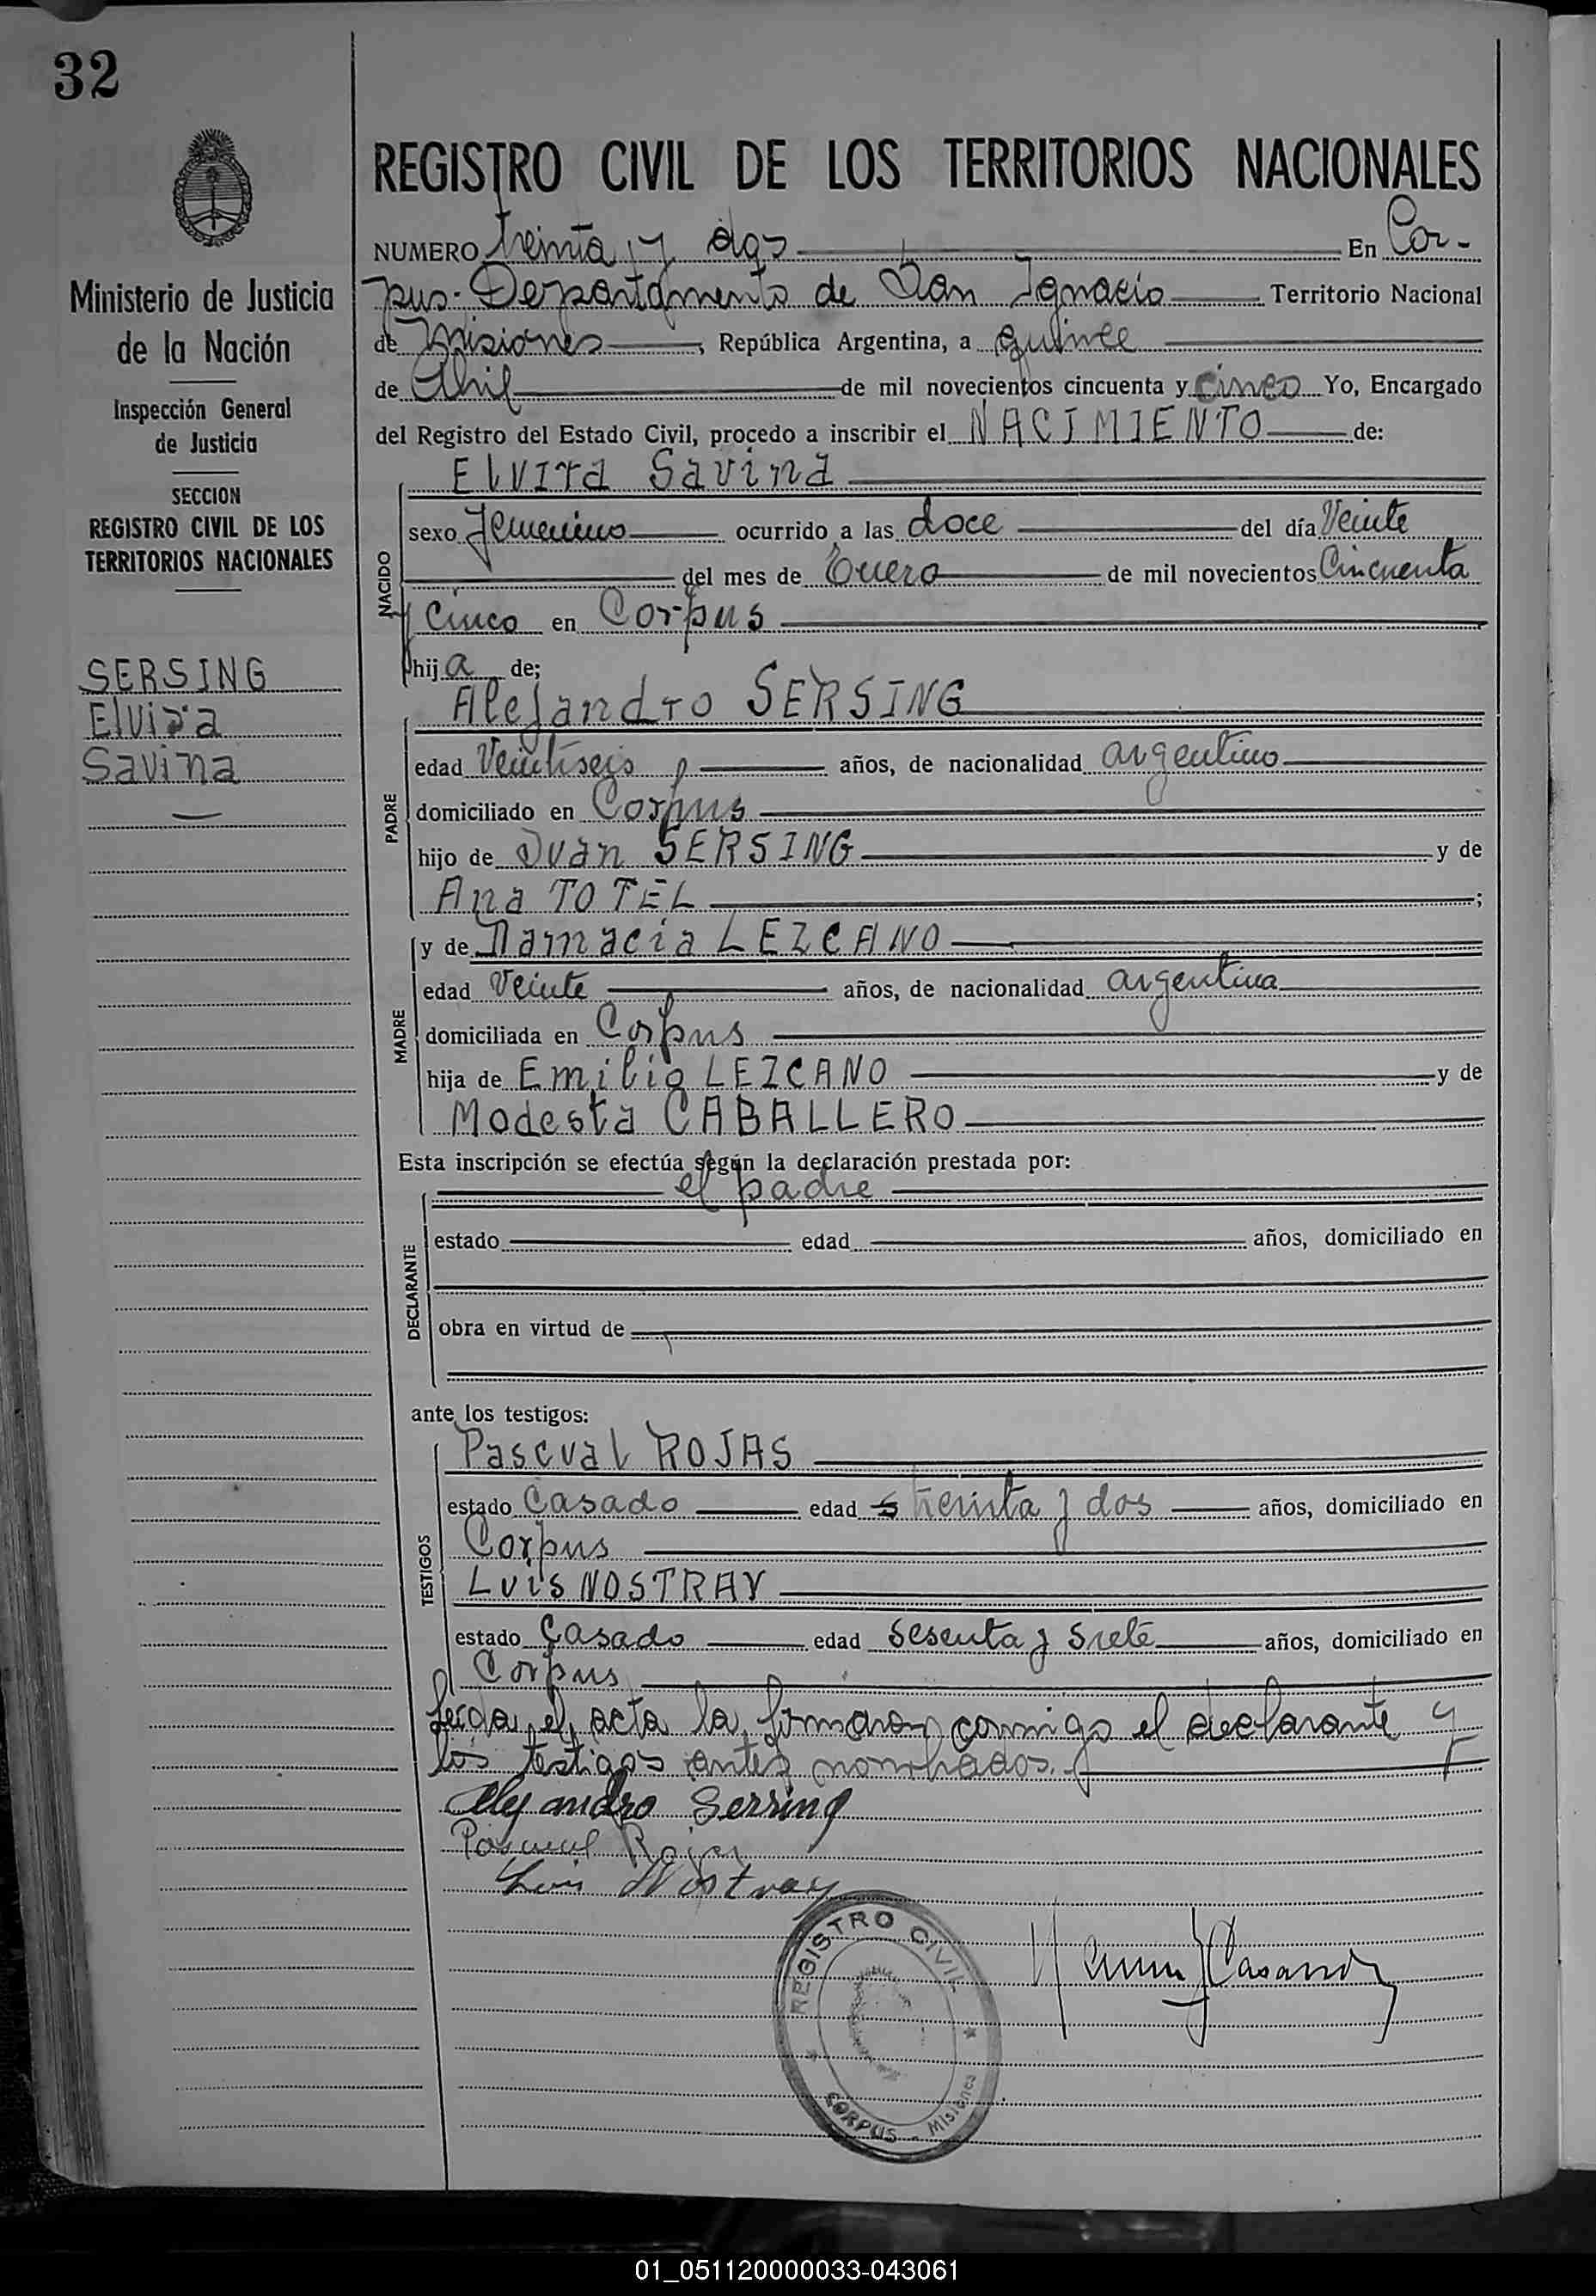 32
Ministerio de Justicia
de la Nación
Inspección General
de Justicia
SECCION
REGISTRO CIVIL DE LOS
TERRITORIOS NACIONALES
SERSING
Elvira
Savina
REGISTRO CIVIL DE LOS TERRITORIOS NACIONALES
NUMERO treinta y dos En Cor-
pus- Departamento de San Ignacio Territorio Nacional
de Misiones, República Argentina, a quince
de Abril de mil novecientos cincuenta y cinco Yo, Encargado
del Registro del Estado Civil, procedo a inscribir el NACIMIENTO de:
Elvira Savina
NACIDO
sexo femenino ocurrido a las doce del día Veinte
del mes de Enero de mil novecientos Cincuenta
y Cinco en Corpus
hija de;
Alejandro SERSING
PADRE
edad Veintiseis años, de nacionalidad argentino
domiciliado en Corpus
hijo de Juan SERSING y de
Ana TOTEL;
MADRE
y de Damacia LEZCANO
edad Veinte años, de nacionalidad argentina
domiciliada en Corpus
hija de Emilio LEZCANO y de
Modesta CABALLERO
Esta inscripción se efectúa según la declaración prestada por:
el padre
DECLARANTE
estado edad años, domiciliado en
obra en virtud de
ante los testigos:
TESTIGOS
Pascual ROJAS
estado Casado edad treinta y dos años, domiciliado en
Corpus
Luis NOSTRAY
estado Casado edad Sesenta y Siete años, domiciliado en
Corpus
leída el acta la firmaron conmigo el declarante y
los testigos antes nombrados.
Alejandro Sersing
Pascual Rojas
Luis Nostray
REGISTRO CIVIL
CORPUS - Misiones
01_051120000033-043061